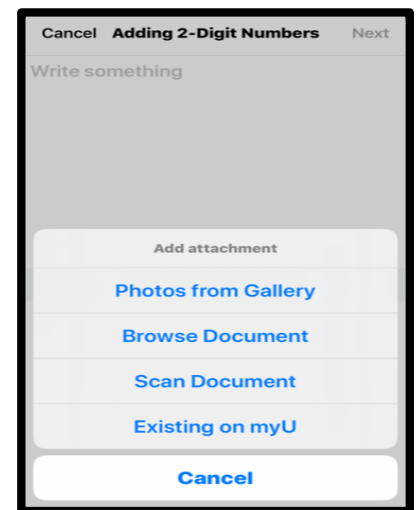 Cancel Adding 2-Digit Numbers Next
Write something
Add attachment
Photos from Gallery
Browse Document
Scan Document
Existing on myU
Cancel